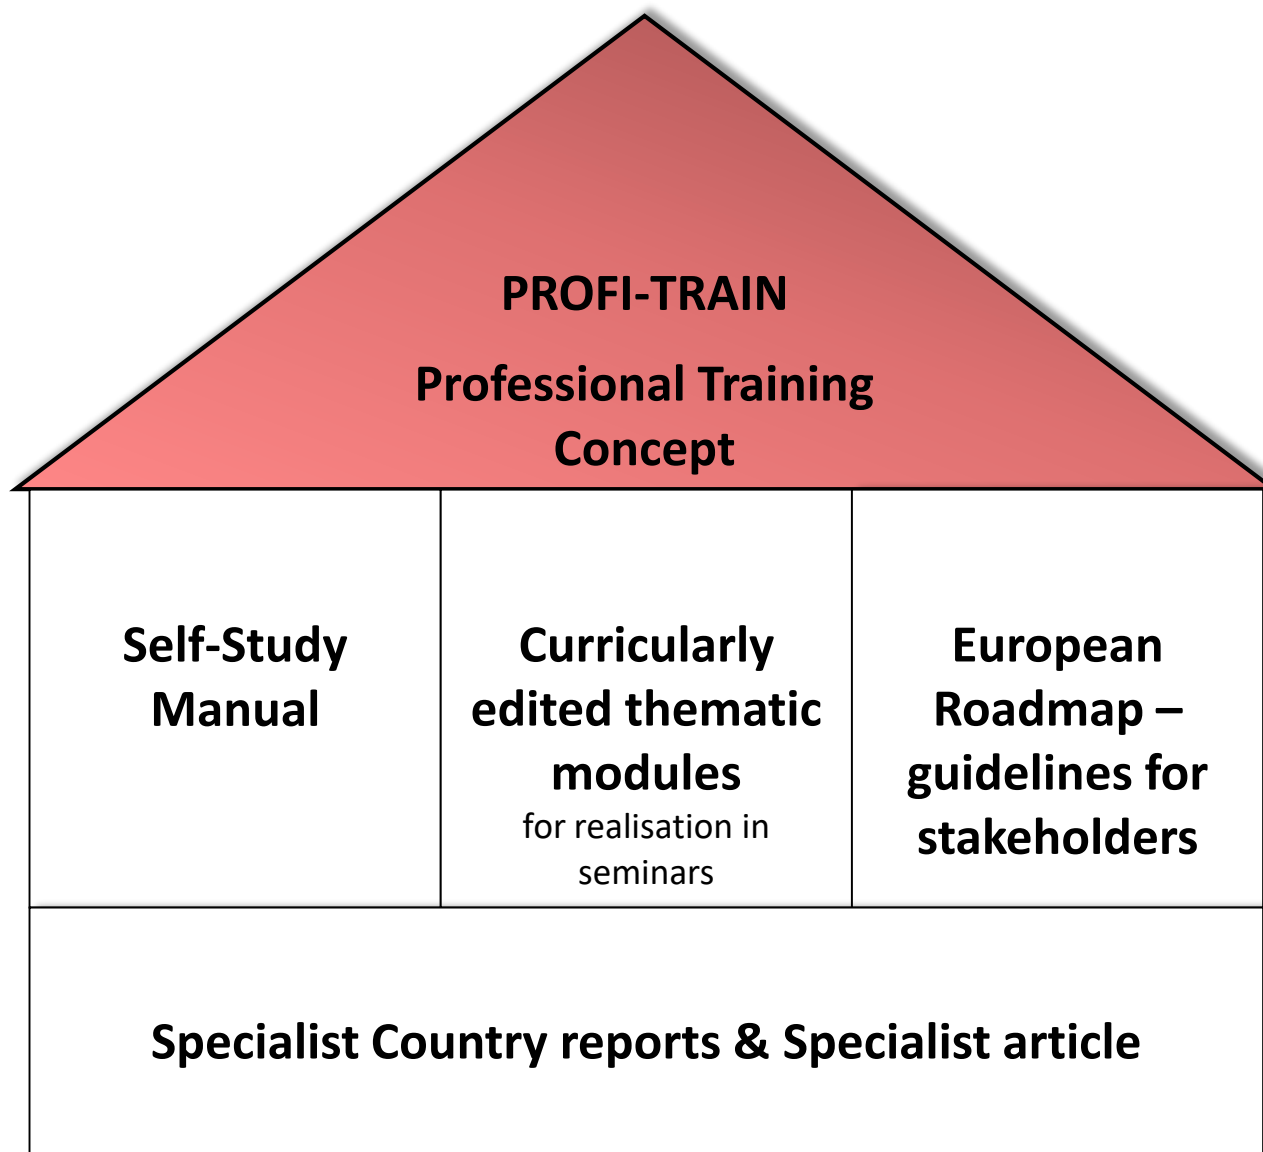 PROFI-TRAIN
Professional Training
Concept
Self-Study
Manual
Curricularly
edited thematic
modules
for realisation in
seminars
European
Roadmap –
guidelines for
stakeholders
Specialist Country reports & Specialist article